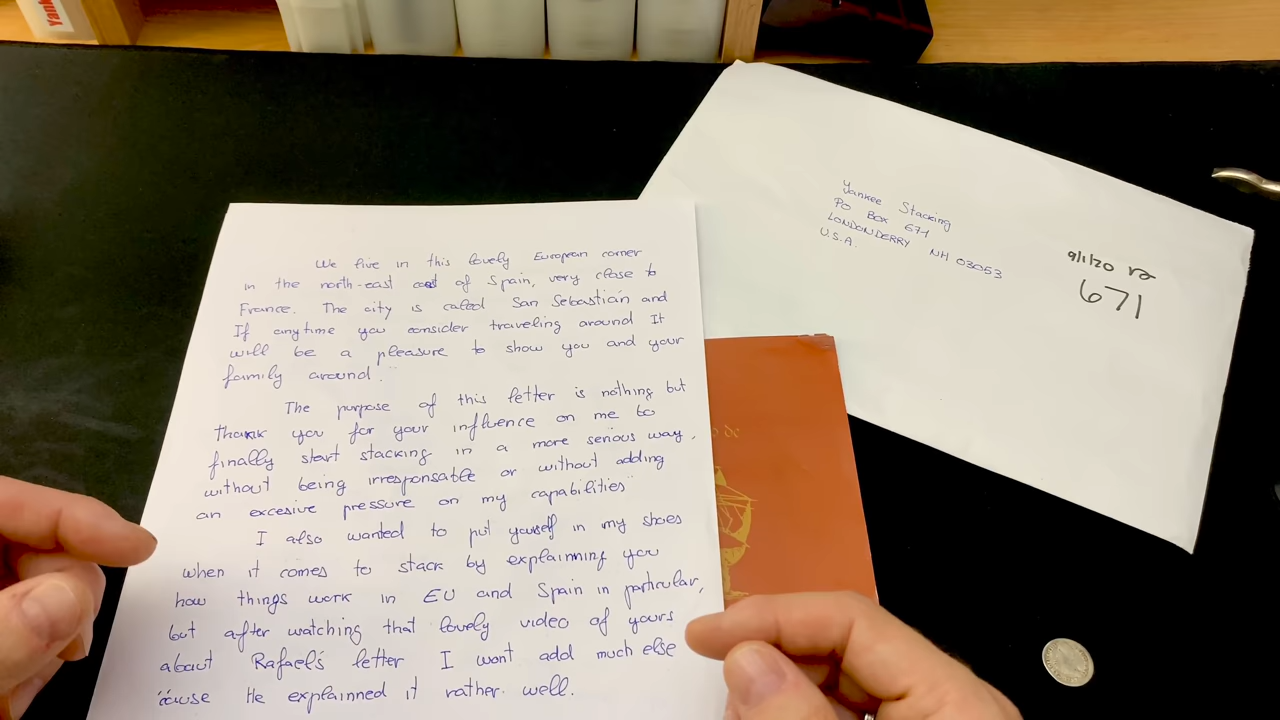 Yank
We live in this lovely European corner
in the north-east cost of Spain, very close to
France. The city is called San Sebastián and
If anytime you consider traveling around It
will be a pleasure to show you and your
family around!
The purpose of this letter is nothing but
thank you for your influence on me to
finally start stacking in a more serious way,
without being irresponsable or without adding
an excesive pressure on my capabilities
I also wanted to put yourself in my shoes
when it comes to stack by explainning you
how things work in EU and Spain in particular,
but after watching that lovely video of yours
about Rafael's letter I wont add much else
'cause He explainned it rather well.
Yankee Stacking
PO Box 671
LONDONDERRY NH 03053
U.S.A.
9/1/20
671